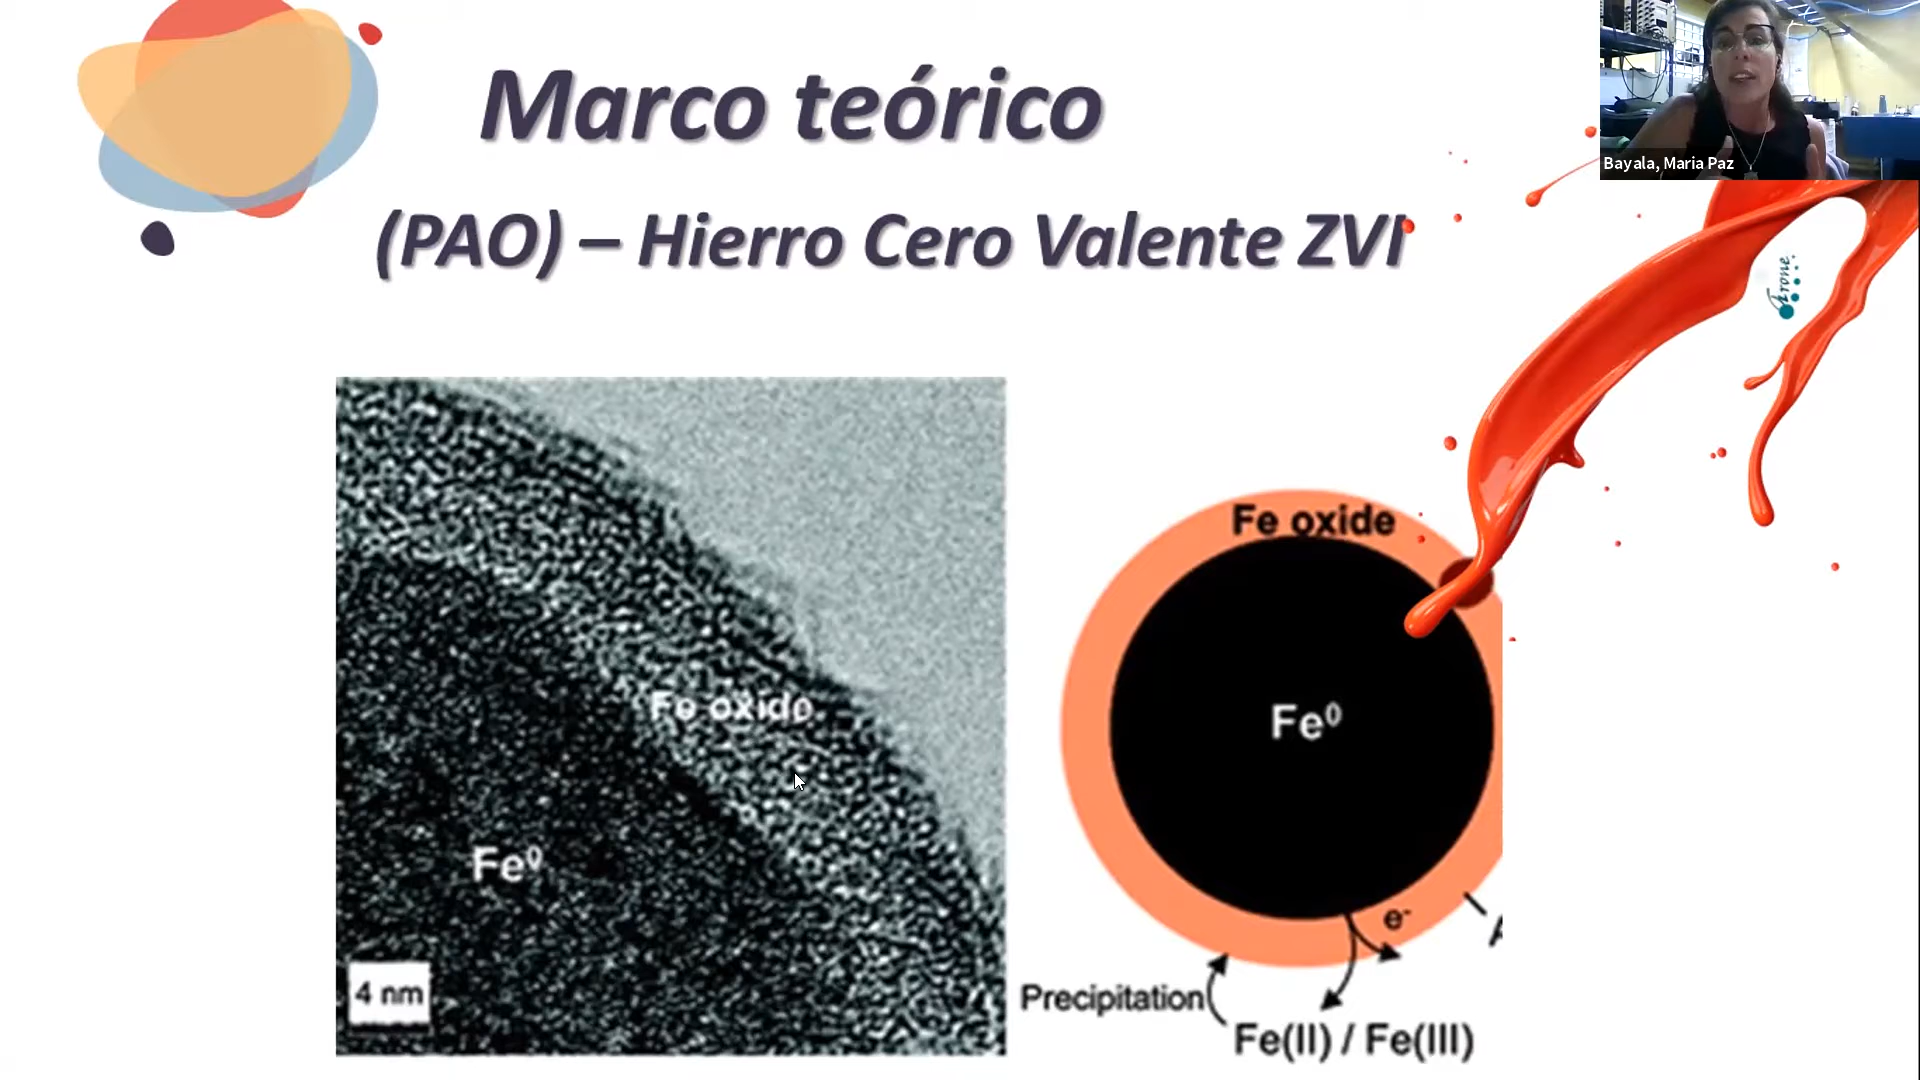 Marco teórico
Bayala, Maria Paz
(PAO) – Hierro Cero Valente ZVI
Fe oxide
Fe oxide
Fe⁰
Fe⁰
e⁻
4 nm
Precipitation
Fe(II) / Fe(III)